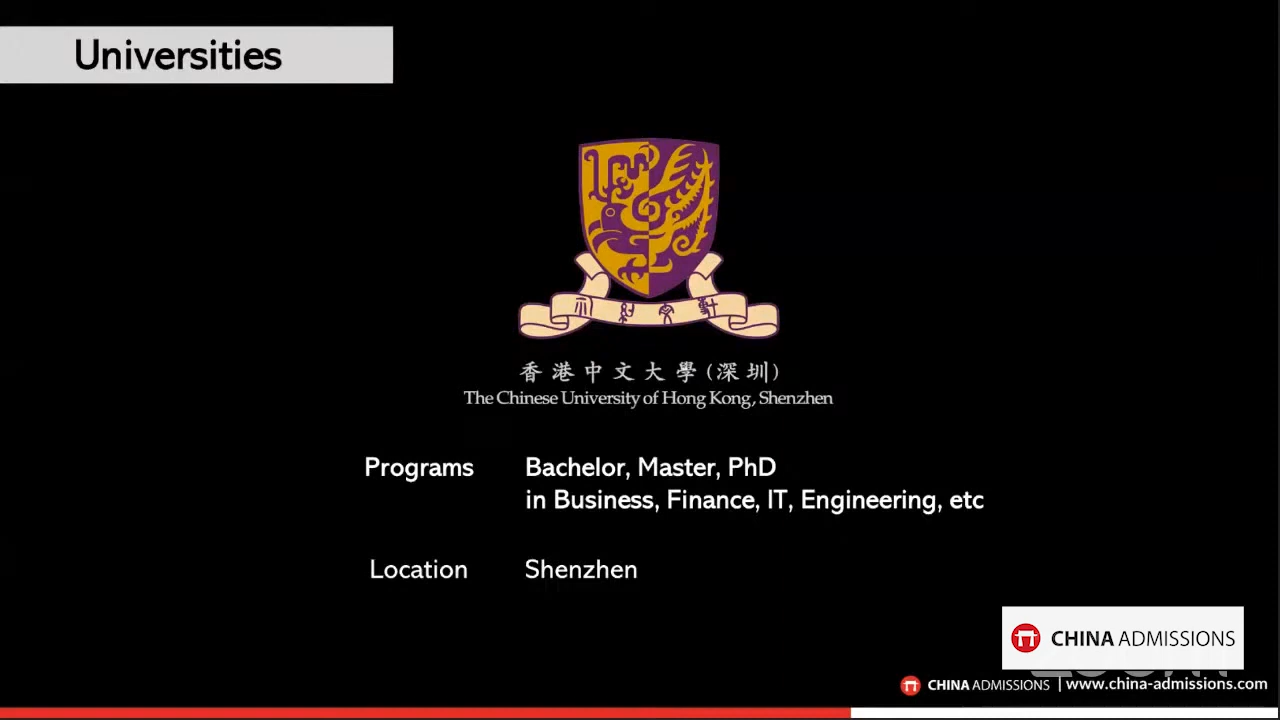 Universities
香港中文大學(深圳)
The Chinese University of Hong Kong, Shenzhen
Programs Bachelor, Master, PhD
in Business, Finance, IT, Engineering, etc
Location Shenzhen
CHINA ADMISSIONS
CHINA ADMISSIONS | www.china-admissions.com